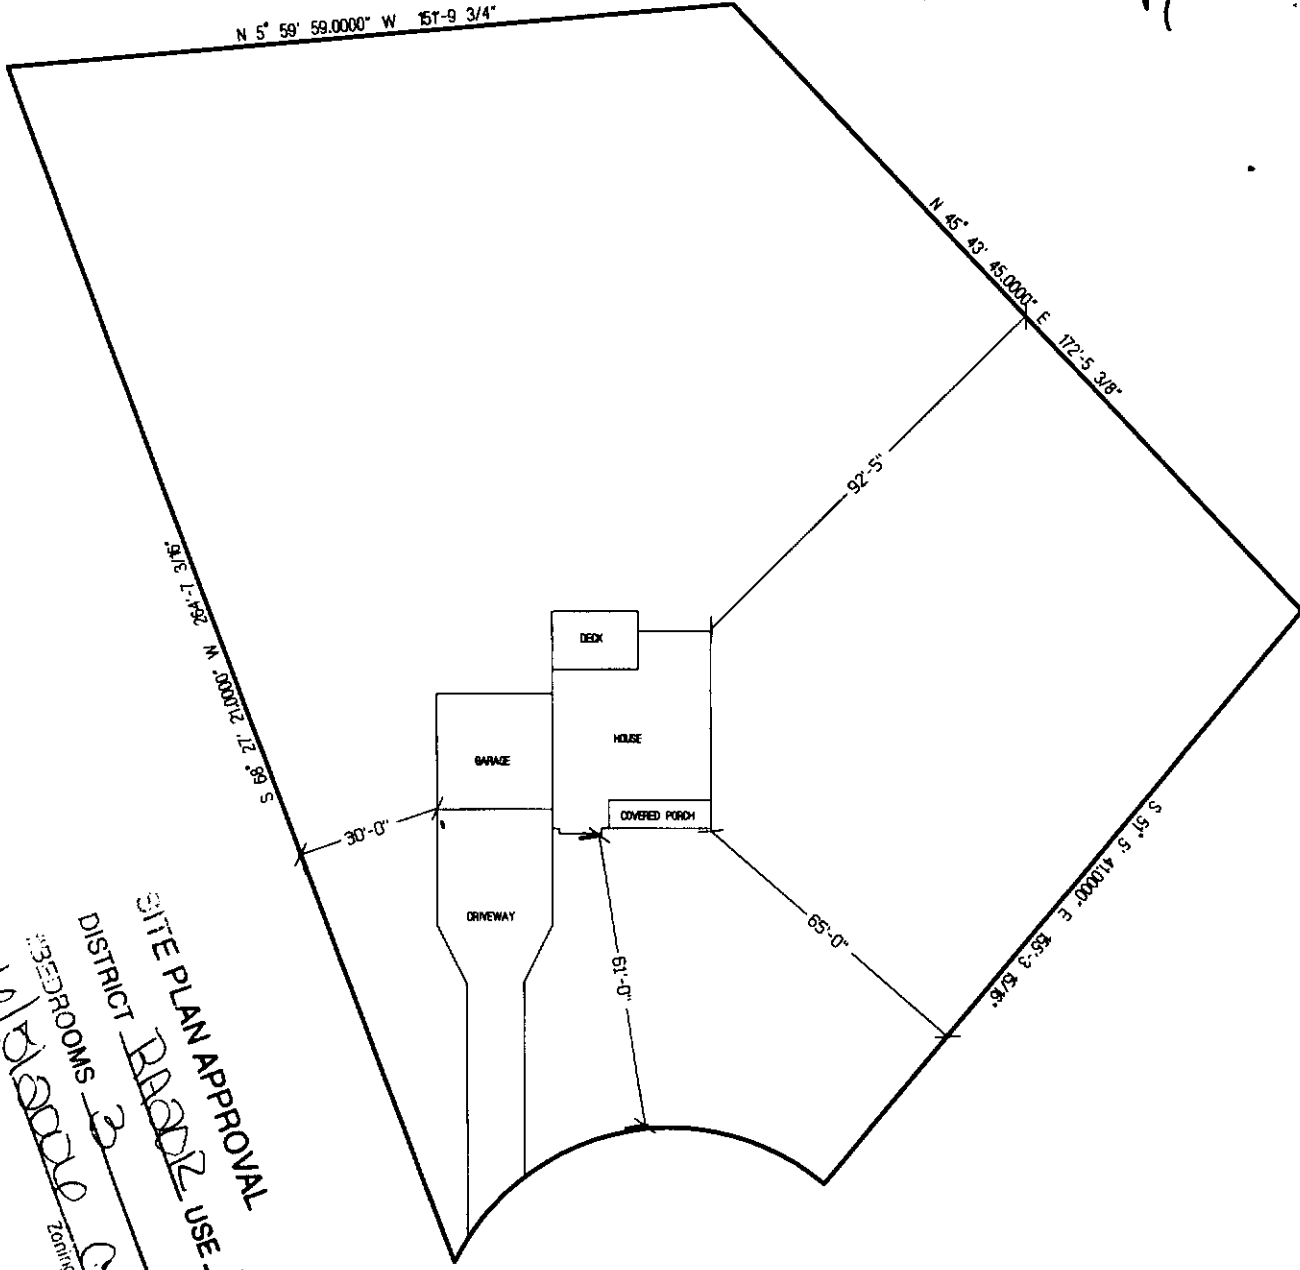 N 5° 59' 59.0000" W 151'-9 3/4"
N 45° 43' 45.0000" E 172'-5 3/8"
92'-5"
S 68° 27' 21.0000" W 264'-7 3/16"
DECK
HOUSE
GARAGE
COVERED PORCH
30'-0"
DRIVEWAY
61'-0"
65'-0"
S 51° 5' 41.0000" E 155'-3 15/16"
SITE PLAN APPROVAL
DISTRICT USE
#BEDROOMS 3
Zoning